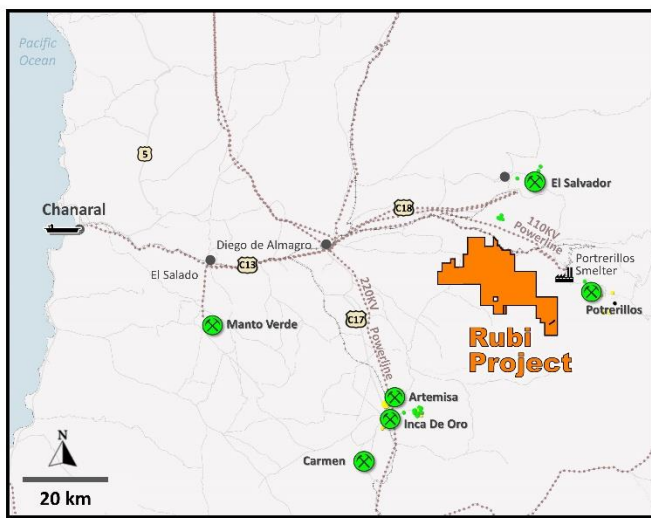 Pacific
Ocean
5
El Salvador
C18
Chanaral
110KV
Powerline
Diego de Almagro
Portrerillos
Smelter
El Salado
C13
220KV
Powerline
Potrerillos
C17
Manto Verde
Rubi
Project
Artemisa
Inca De Oro
N
Carmen
20 km